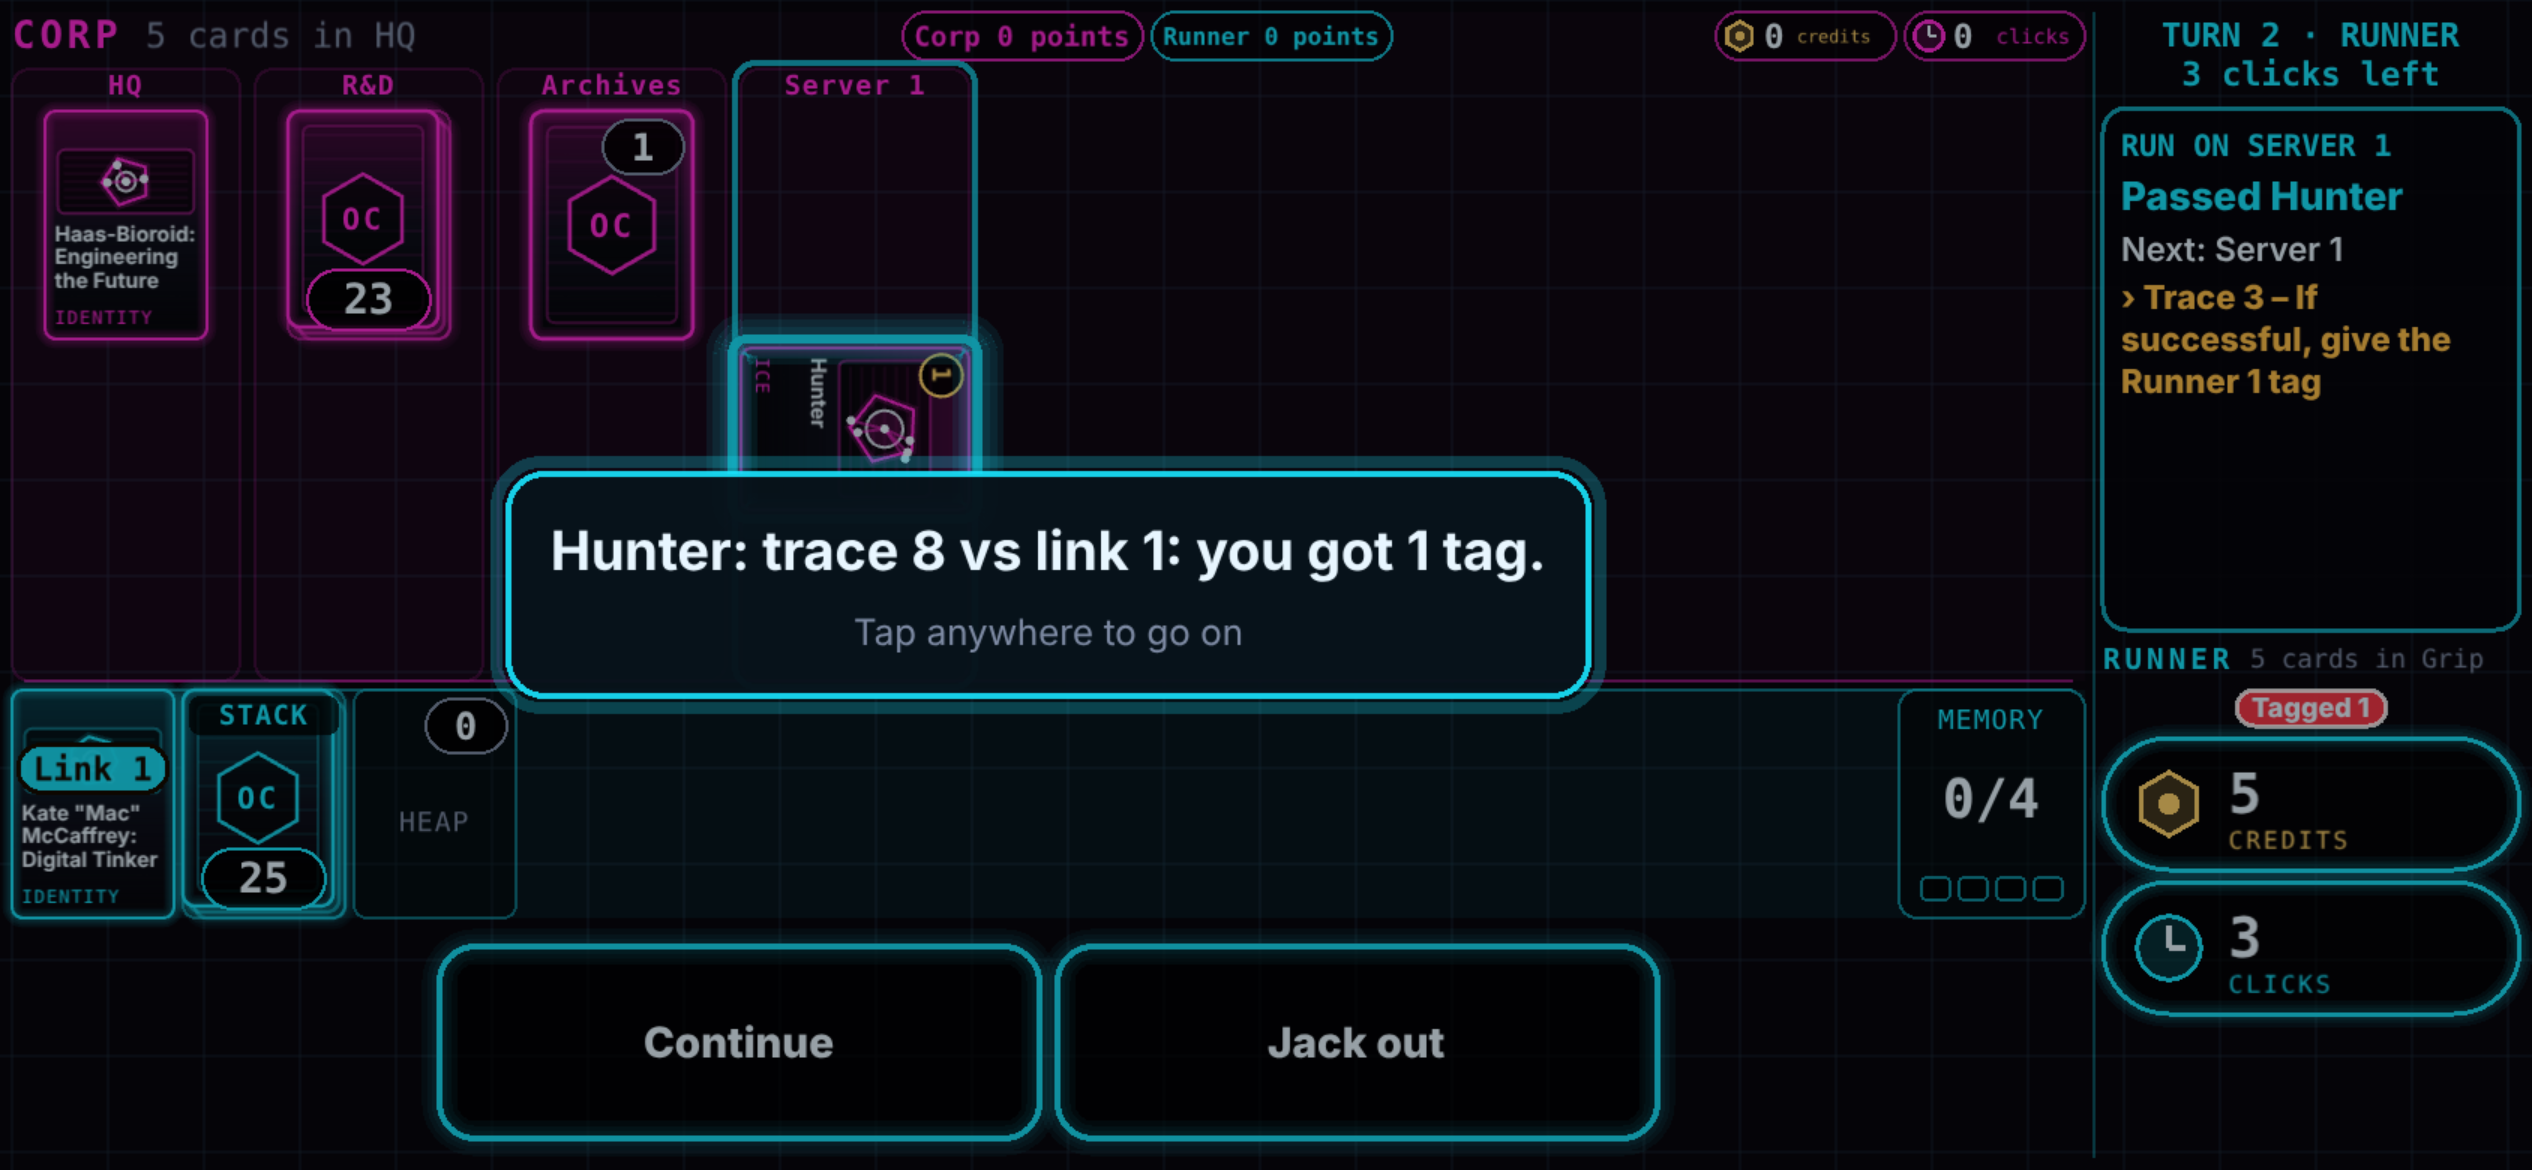 CORP 5 cards in HQ
Corp 0 points
Runner 0 points
0 credits
0 clicks
TURN 2 · RUNNER
3 clicks left
HQ
R&D
Archives
Server 1
Haas-Bioroid:
Engineering
the Future
IDENTITY
OC
23
1
OC
ICE
Hunter
1
RUN ON SERVER 1
Passed Hunter
Next: Server 1
› Trace 3 – If
successful, give the
Runner 1 tag
Hunter: trace 8 vs link 1: you got 1 tag.
Tap anywhere to go on
RUNNER 5 cards in Grip
Tagged 1
5
CREDITS
3
CLICKS
Link 1
Kate "Mac"
McCaffrey:
Digital Tinker
IDENTITY
STACK
OC
25
0
HEAP
MEMORY
0/4
Continue
Jack out